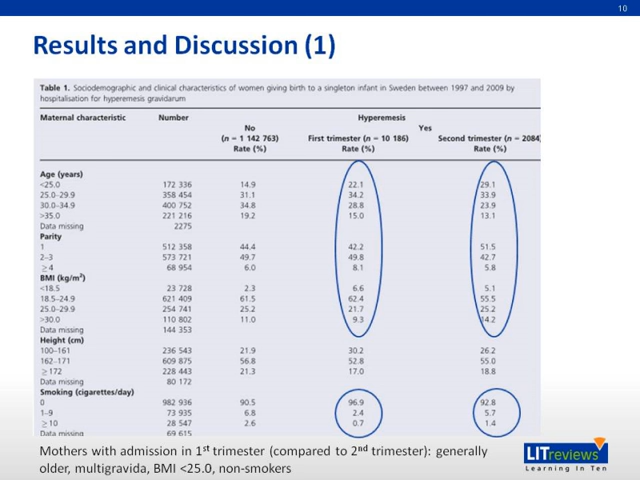 10
Results and Discussion (1)
Table 1. Sociodemographic and clinical characteristics of women giving birth to a singleton infant in Sweden between 1997 and 2009 by
hospitalisation for hyperemesis gravidarum
Maternal characteristic Number Hyperemesis
No Yes
(n = 1 142 763) First trimester (n = 10 186) Second trimester (n = 2084
Rate (%) Rate (%) Rate (%)
Age (years)
<25.0 172 336 14.9 22.1 29.1
25.0–29.9 358 454 31.1 34.2 33.9
30.0–34.9 400 752 34.8 28.8 23.9
>35.0 221 216 19.2 15.0 13.1
Data missing 2275
Parity
1 512 358 44.4 42.2 51.5
2–3 573 721 49.7 49.8 42.7
≥4 68 954 6.0 8.1 5.8
BMI (kg/m²)
<18.5 23 728 2.3 6.6 5.1
18.5–24.9 621 409 61.5 62.4 55.5
25.0–29.9 254 741 25.2 21.7 25.2
>30.0 110 802 11.0 9.3 14.2
Data missing 144 353
Height (cm)
100–161 236 543 21.9 30.2 26.2
162–171 609 875 56.8 52.8 55.0
≥172 228 443 21.3 17.0 18.8
Data missing 80 172
Smoking (cigarettes/day)
0 982 936 90.5 96.9 92.8
1–9 73 935 6.8 2.4 5.7
≥10 28 547 2.6 0.7 1.4
Data missing 69 615
Mothers with admission in 1st trimester (compared to 2nd trimester): generally
older, multigravida, BMI <25.0, non-smokers
LITreviews
Learning In Ten